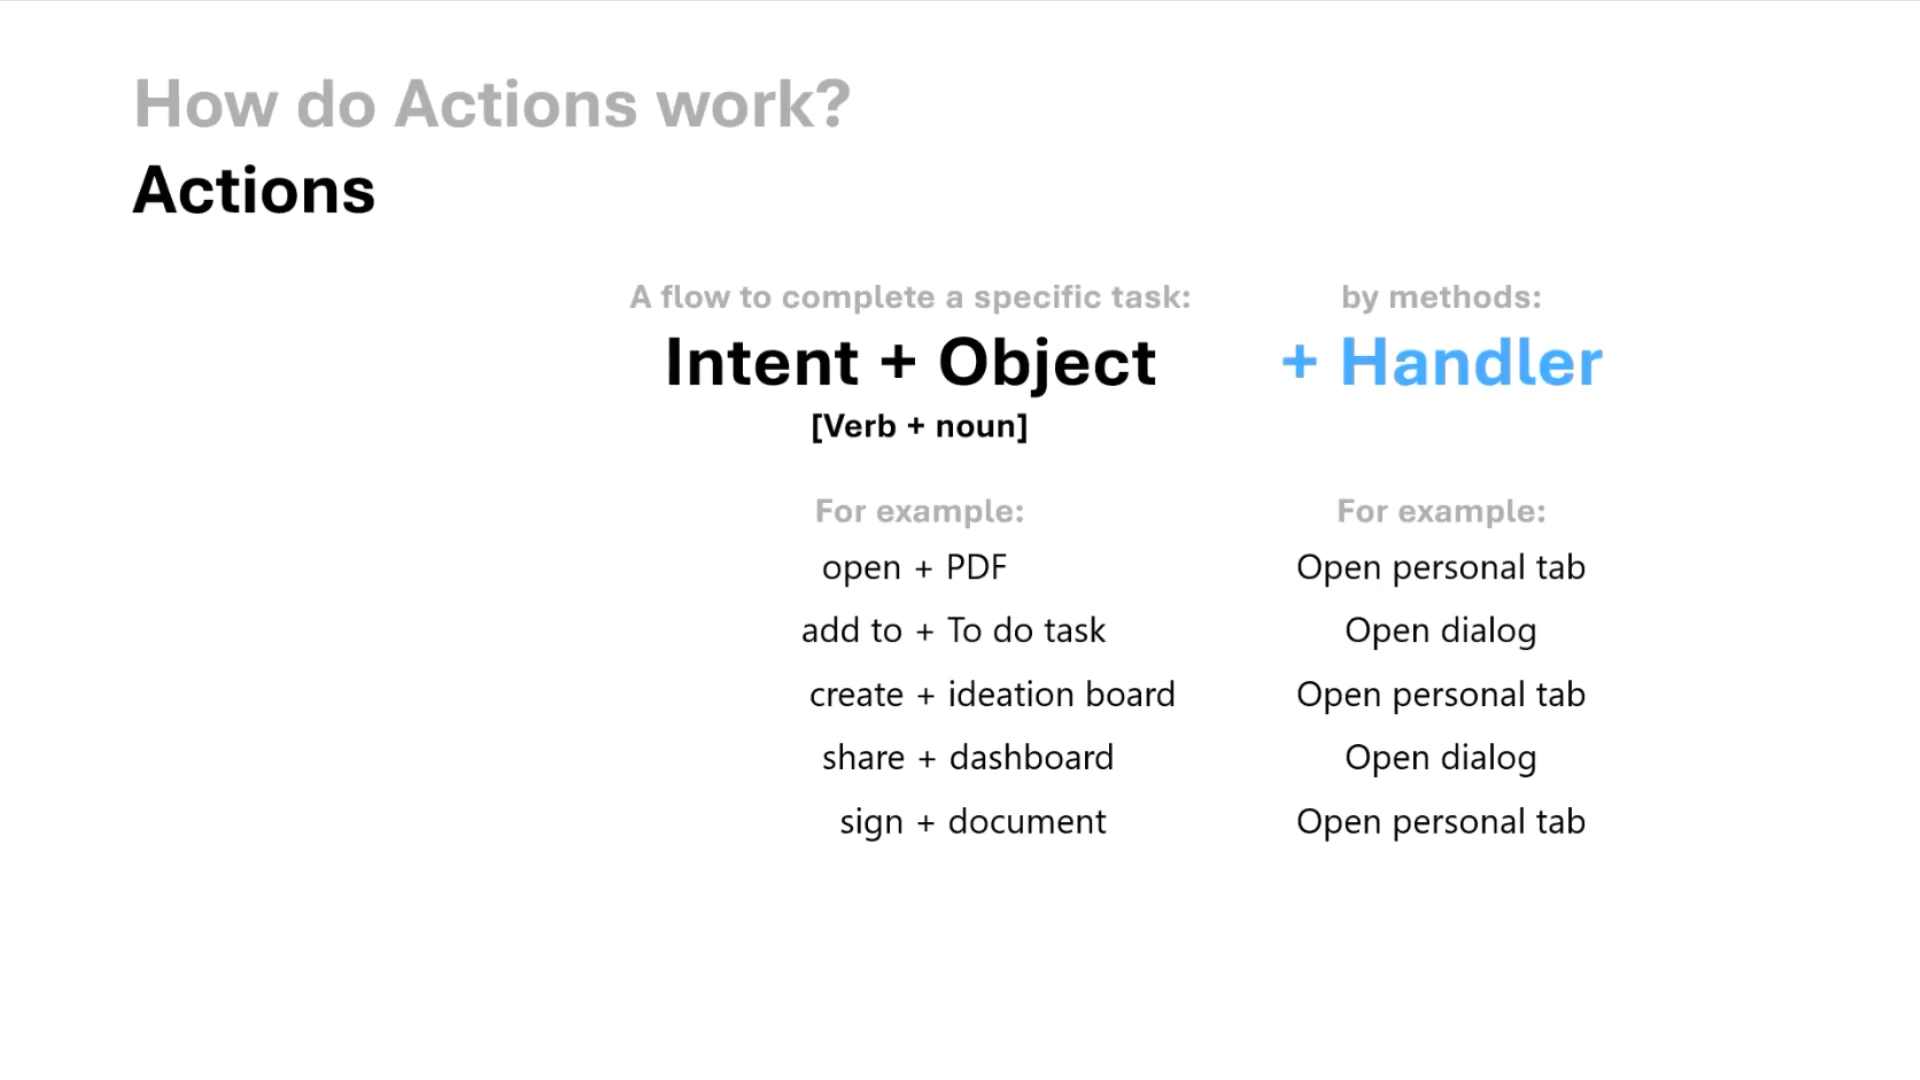 How do Actions work?
Actions
A flow to complete a specific task:
by methods:
Intent + Object
+ Handler
[Verb + noun]
For example:
For example:
open + PDF
Open personal tab
add to + To do task
Open dialog
create + ideation board
Open personal tab
share + dashboard
Open dialog
sign + document
Open personal tab